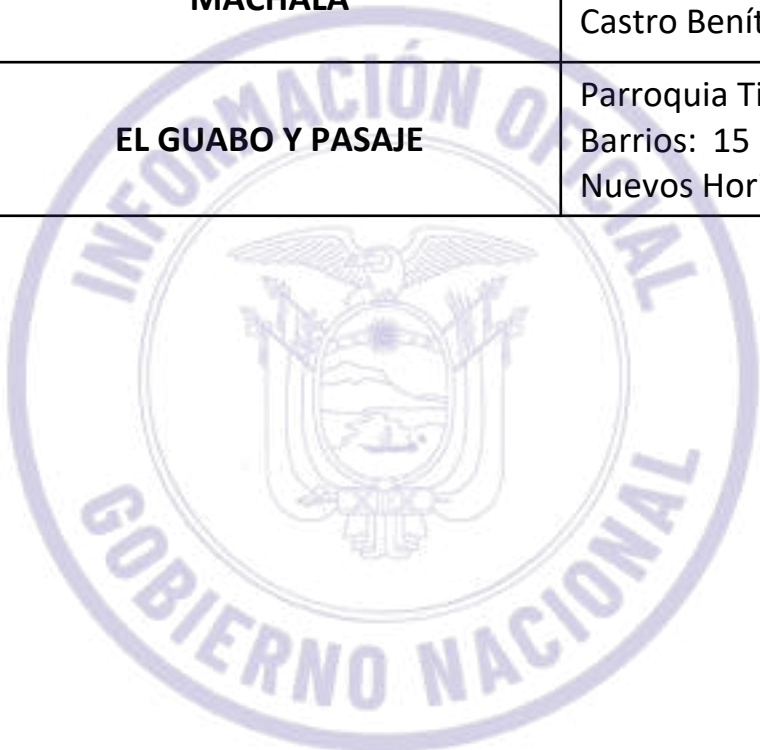 MACHALA
Castro Benít
EL GUABO Y PASAJE
Parroquia Ti
Barrios: 15
Nuevos Hor
INFORMACIÓN OFICIAL
GOBIERNO NACIONAL